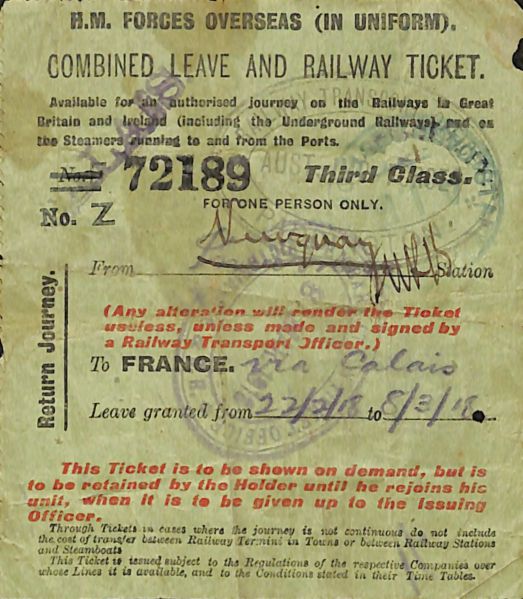 H.M. FORCES OVERSEAS (IN UNIFORM).
COMBINED LEAVE AND RAILWAY TICKET.
Available for an authorised journey on the Railways in Great
Britain and Ireland (including the Underground Railways) and on
the Steamers running to and from the Ports.
72189 Third Class.
No. Z
FOR ONE PERSON ONLY.
Newquay
From Station
Return Journey.
(Any alteration will render the Ticket
useless, unless made and signed by
a Railway Transport Officer.)
To FRANCE. via Calais
Leave granted from 22/2/18 to 8/3/18.
This Ticket is to be shown on demand, but is
to be retained by the Holder until he rejoins his
unit, when it is to be given up to the Issuing
Officer.
Through Tickets in cases where the journey is not continuous do not include
the cost of transfer between Railway Termini in Towns or between Railway Stations
and Steamboats
This Ticket is issued subject to the Regulations of the respective Companies over
whose Lines it is available, and to the Conditions stated in their Time Tables.